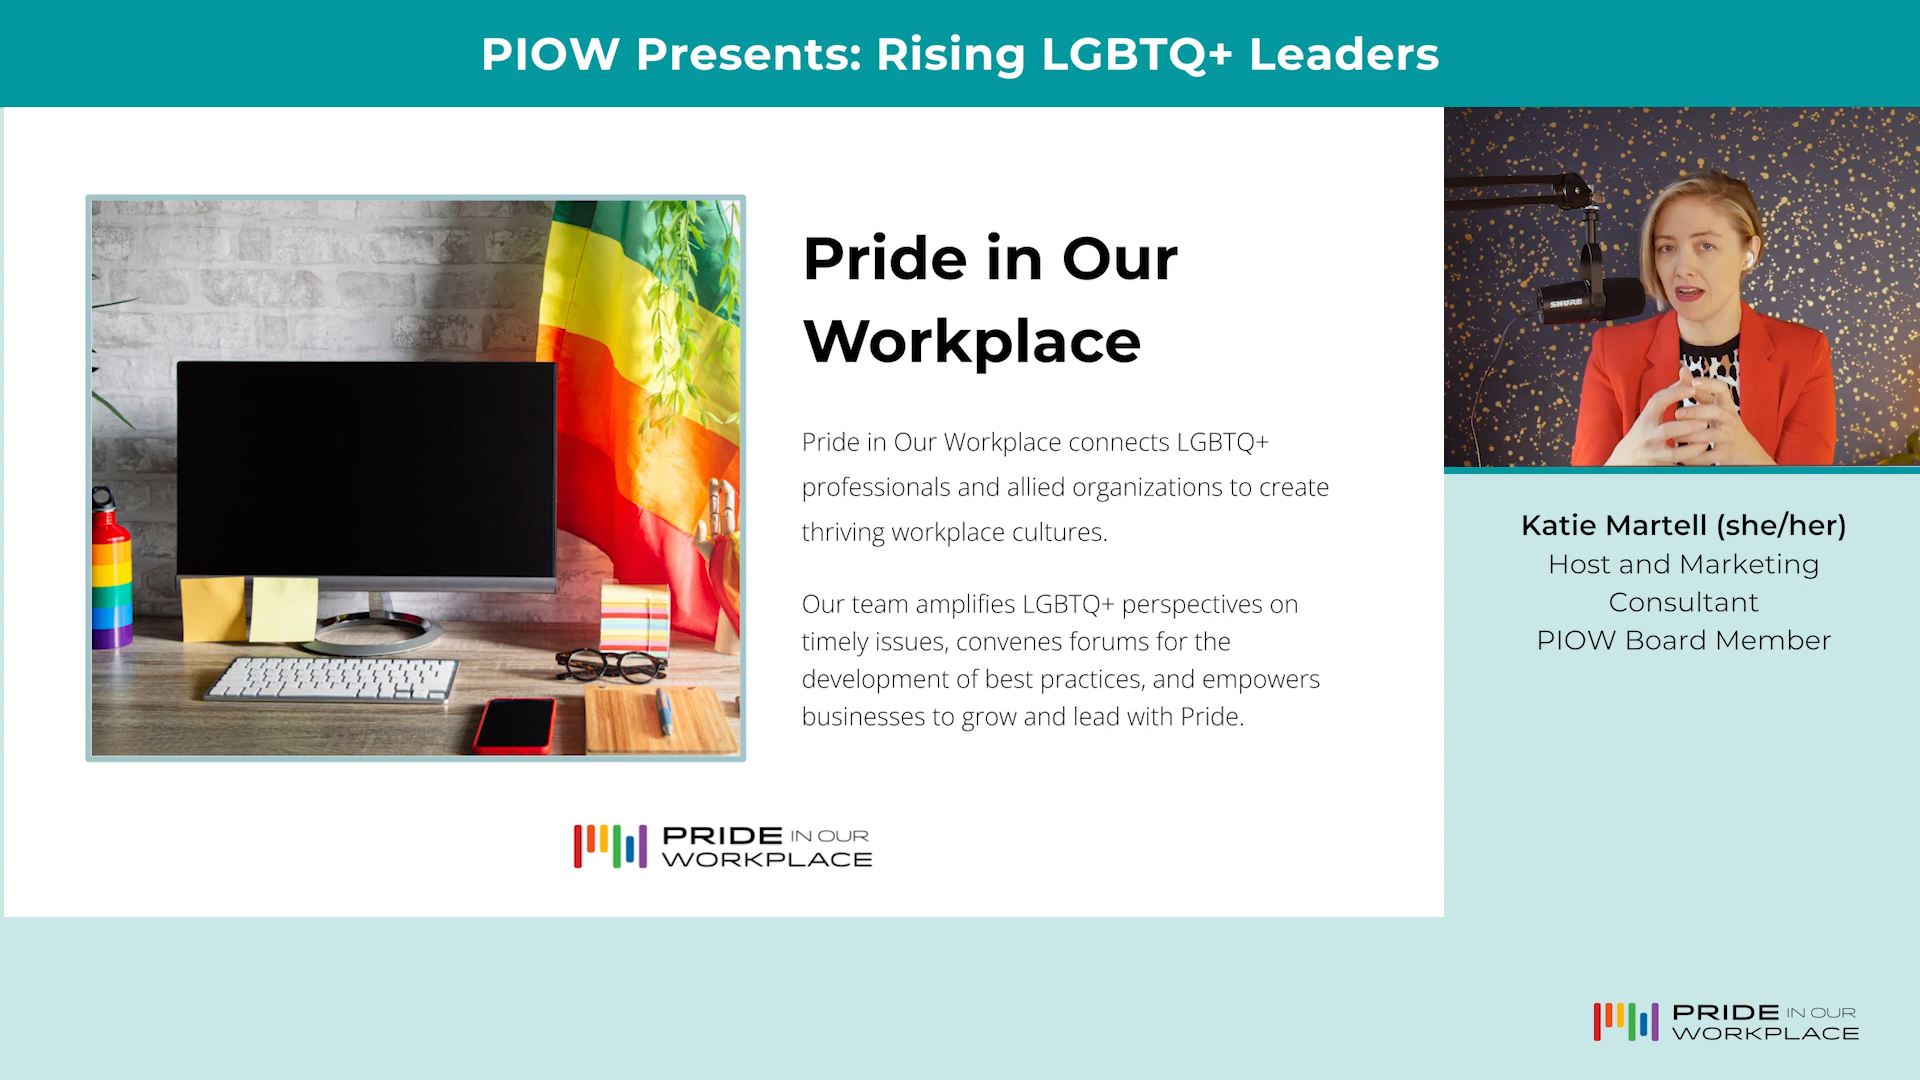 PIOW Presents: Rising LGBTQ+ Leaders
Pride in Our
Workplace
Pride in Our Workplace connects LGBTQ+
professionals and allied organizations to create
thriving workplace cultures.
Our team amplifies LGBTQ+ perspectives on
timely issues, convenes forums for the
development of best practices, and empowers
businesses to grow and lead with Pride.
PRIDE IN OUR
WORKPLACE
SHURE
Katie Martell (she/her)
Host and Marketing
Consultant
PIOW Board Member
PRIDE IN OUR
WORKPLACE